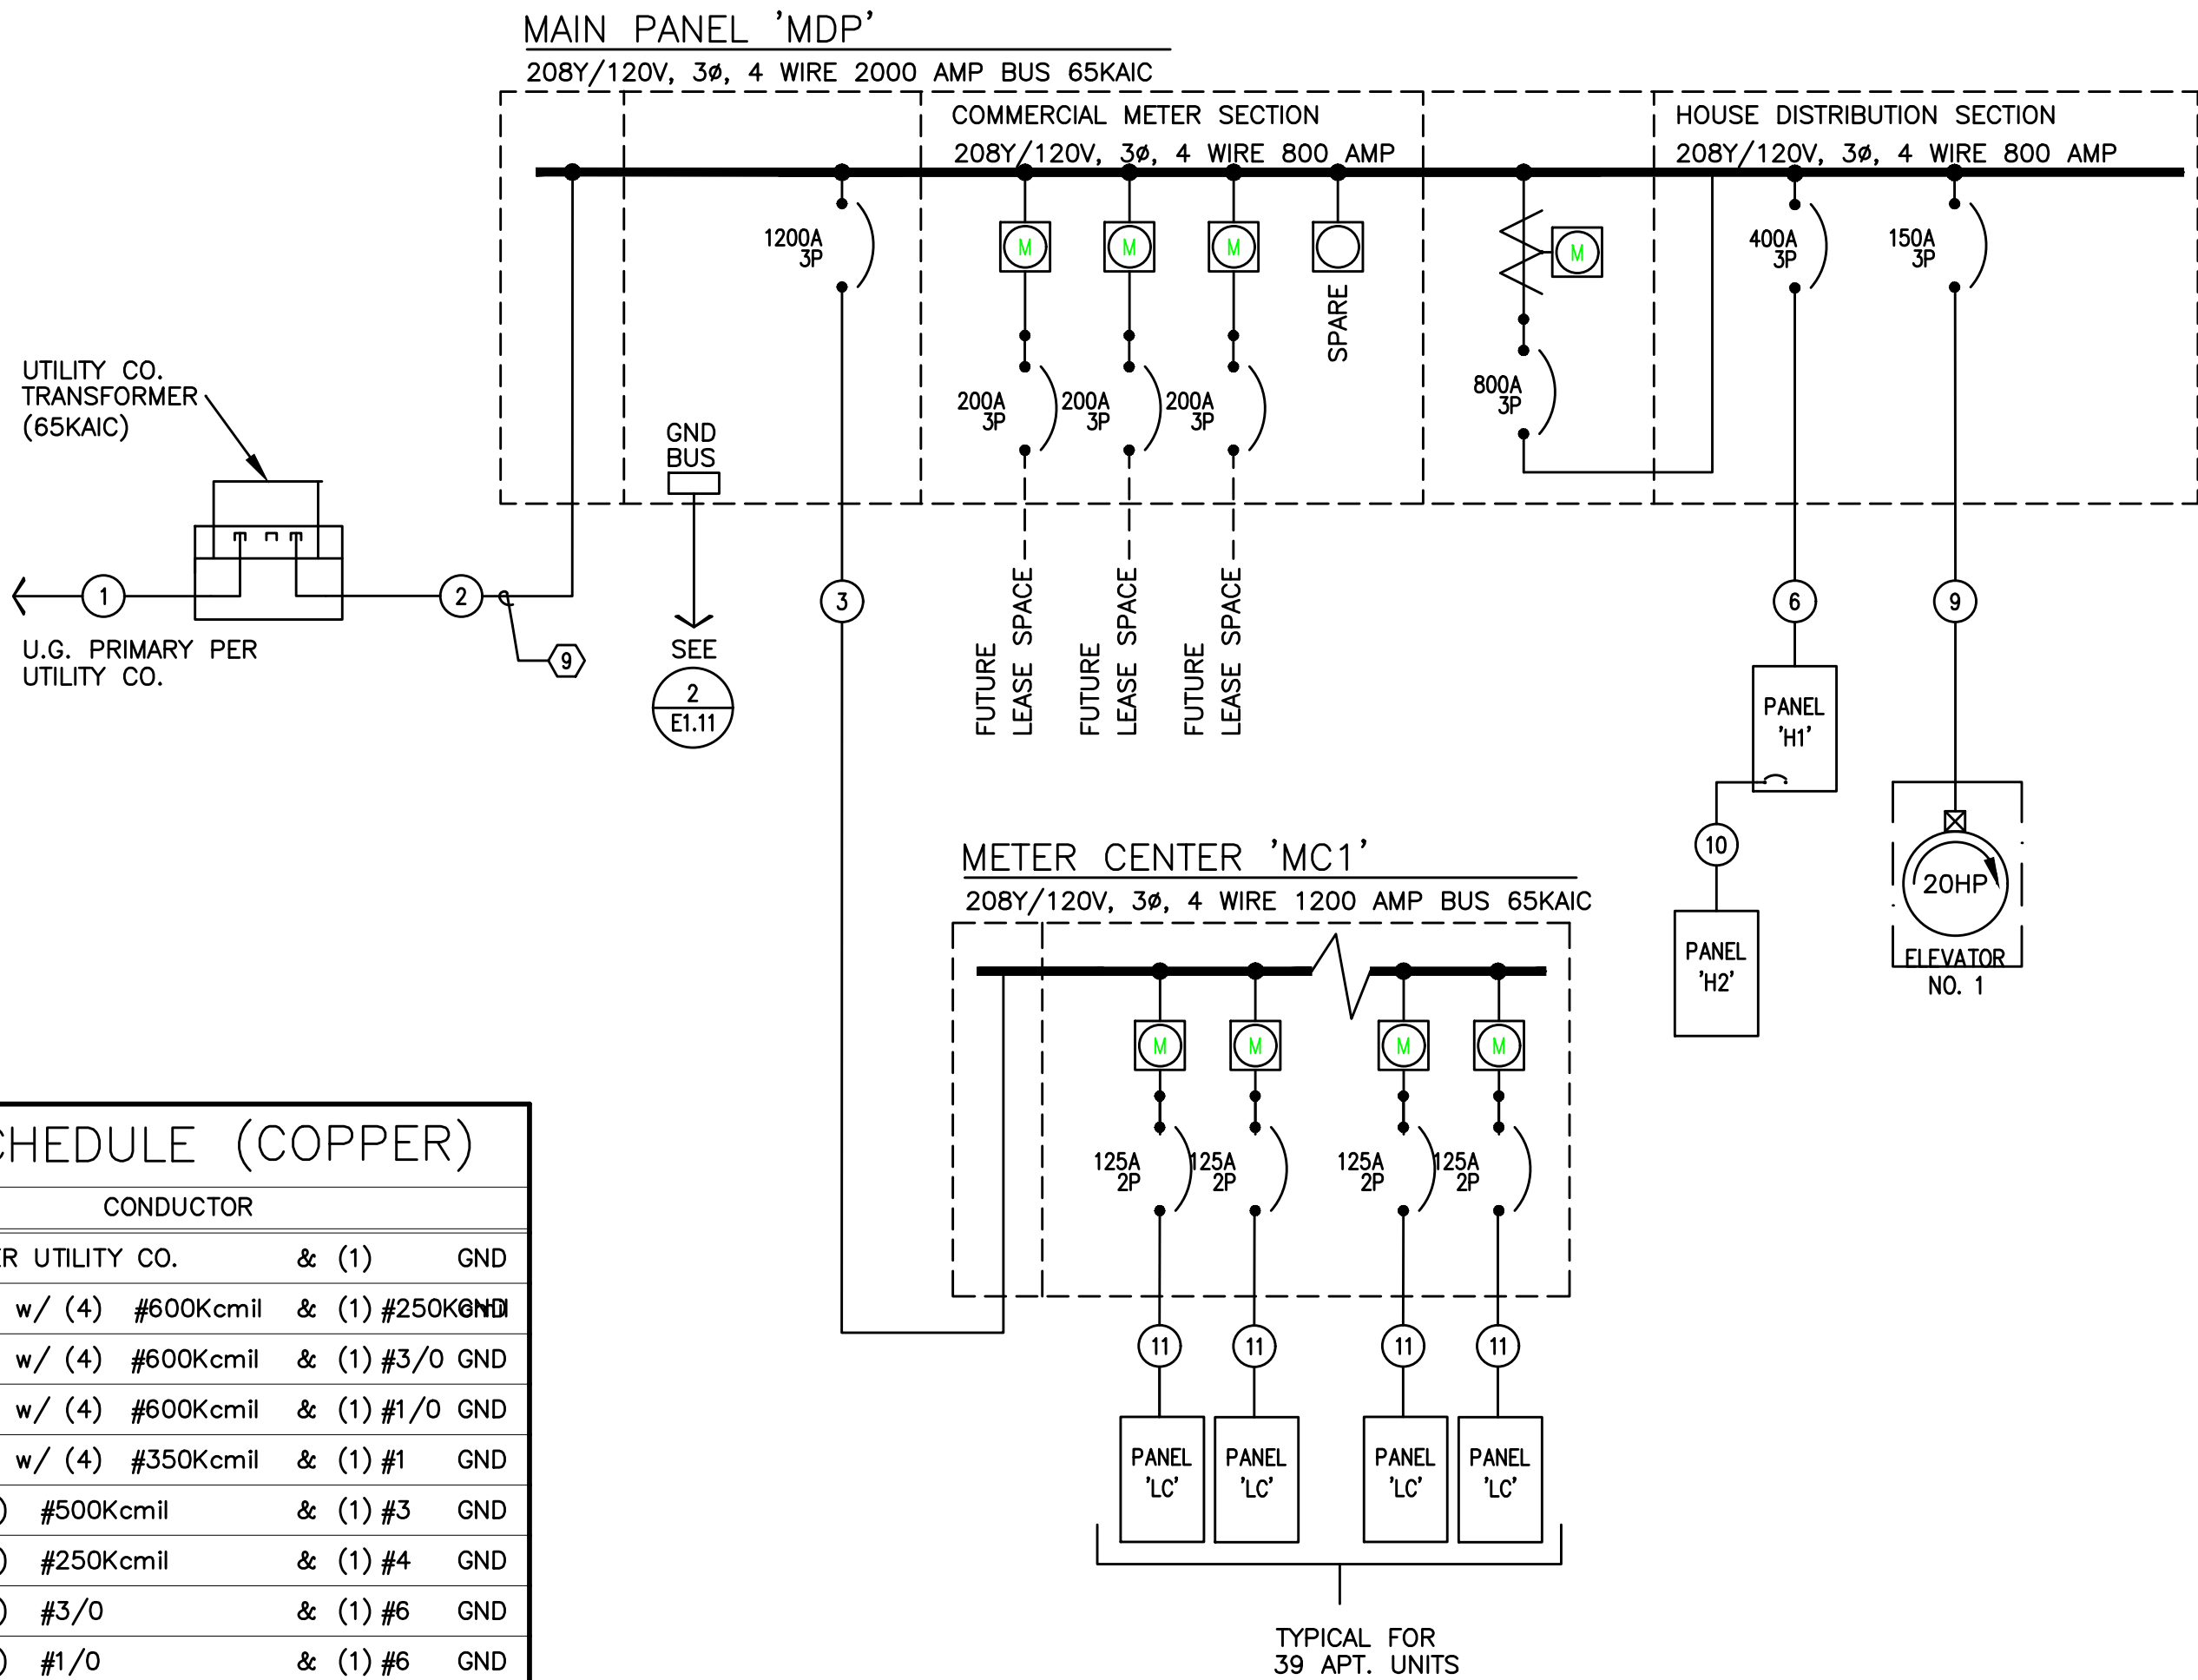 MAIN PANEL 'MDP'
208Y/120V, 3ø, 4 WIRE 2000 AMP BUS 65KAIC
COMMERCIAL METER SECTION
208Y/120V, 3ø, 4 WIRE 800 AMP
HOUSE DISTRIBUTION SECTION
208Y/120V, 3ø, 4 WIRE 800 AMP
1200A
3P
M
M
M
SPARE
M
400A
3P
150A
3P
200A
3P
200A
3P
200A
3P
800A
3P
UTILITY CO.
TRANSFORMER
(65KAIC)
GND
BUS
1
2
U.G. PRIMARY PER
UTILITY CO.
9
SEE
2
E1.11
3
FUTURE
LEASE SPACE
FUTURE
LEASE SPACE
FUTURE
LEASE SPACE
6
9
PANEL
'H1'
10
PANEL
'H2'
20HP
ELEVATOR
NO. 1
METER CENTER 'MC1'
208Y/120V, 3ø, 4 WIRE 1200 AMP BUS 65KAIC
M
M
M
M
125A
2P
125A
2P
125A
2P
125A
2P
11
11
11
11
PANEL
'LC'
PANEL
'LC'
PANEL
'LC'
PANEL
'LC'
TYPICAL FOR
39 APT. UNITS
CHEDULE (COPPER)
CONDUCTOR
ER UTILITY CO. & (1) GND
w/ (4) #600Kcmil & (1) #250Kcmil GND
w/ (4) #600Kcmil & (1) #3/0 GND
w/ (4) #600Kcmil & (1) #1/0 GND
w/ (4) #350Kcmil & (1) #1 GND
) #500Kcmil & (1) #3 GND
) #250Kcmil & (1) #4 GND
) #3/0 & (1) #6 GND
) #1/0 & (1) #6 GND